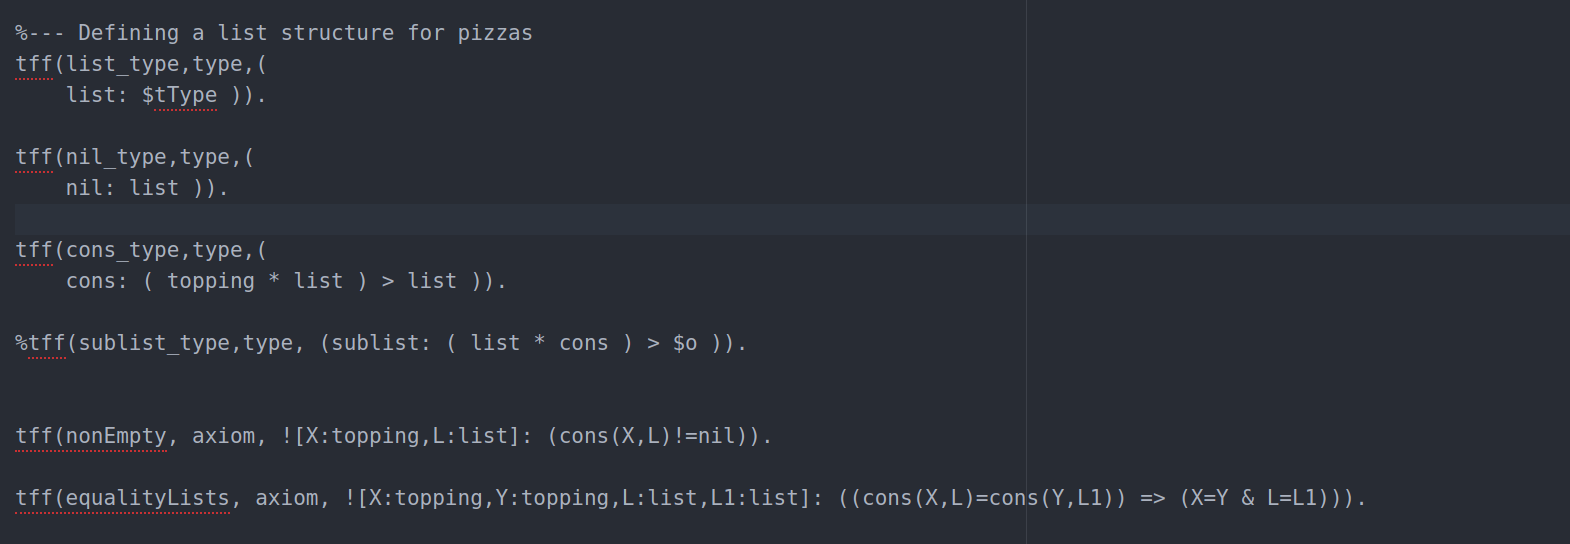 %--- Defining a list structure for pizzas
tff(list_type,type,(
    list: $tType )).
tff(nil_type,type,(
    nil: list )).
tff(cons_type,type,(
    cons: ( topping * list ) > list )).
%tff(sublist_type,type, (sublist: ( list * cons ) > $o )).
tff(nonEmpty, axiom, ![X:topping,L:list]: (cons(X,L)!=nil)).
tff(equalityLists, axiom, ![X:topping,Y:topping,L:list,L1:list]: ((cons(X,L)=cons(Y,L1)) => (X=Y & L=L1))).